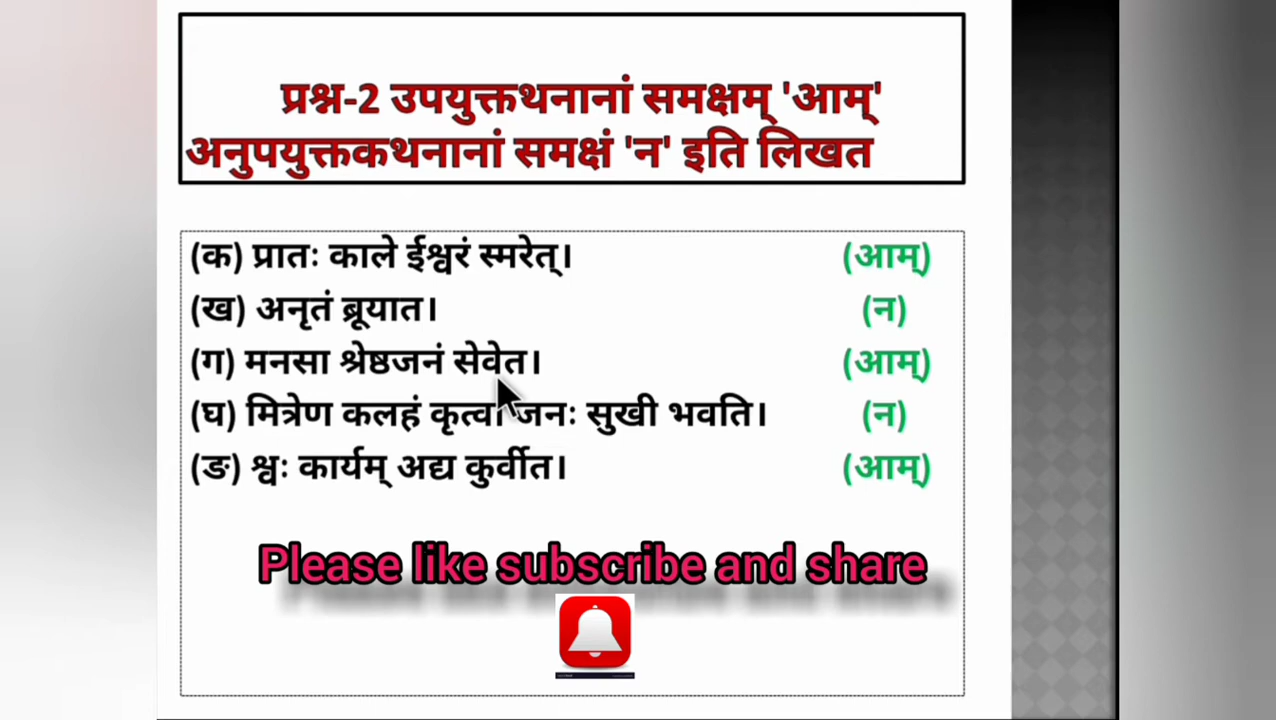 प्रश्न-2 उपयुक्तथनानां समक्षम् 'आम्'
अनुपयुक्तकथनानां समक्षं 'न' इति लिखत
(क) प्रातः काले ईश्वरं स्मरेत्। (आम्)
(ख) अनृतं ब्रूयात। (न)
(ग) मनसा श्रेष्ठजनं सेवेत। (आम्)
(घ) मित्रेण कलहं कृत्वा जनः सुखी भवति। (न)
(ङ) श्वः कार्यम् अद्य कुर्वीत। (आम्)
Please like subscribe and share